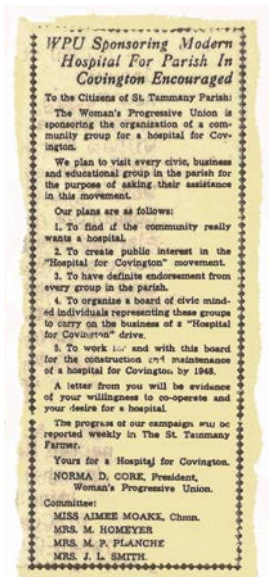 WPU Sponsoring Modern
Hospital For Parish In
Covington Encouraged
To the Citizens of St. Tammany Parish:
The Woman's Progressive Union is
sponsoring the organization of a com-
munity group for a hospital for Cov-
ington.
We plan to visit every civic, business
and educational group in the parish for
the purpose of asking their assistance
in this movement.
Our plans are as follows:
1. To find if the community really
wants a hospital.
2. To create public interest in the
"Hospital for Covington" movement.
3. To have definite endorsement from
every group in the parish.
4. To organize a board of civic mind-
ed individuals representing these groups
to carry on the business of a "Hospital
for Covington" drive.
5. To work for and with this board
for the construction and maintenance
of a hospital for Covington by 1948.
A letter from you will be evidence
of your willingness to co-operate and
your desire for a hospital.
The progress of our campaign will be
reported weekly in The St. Tammany
Farmer.
Yours for a Hospital for Covington,
NORMA D. CORE, President,
Woman's Progressive Union.
Committee:
MISS AIMEE MOAKE, Chmn.
MRS. M. HOMEYER
MRS. M. P. PLANCHE
MRS. J. L. SMITH.